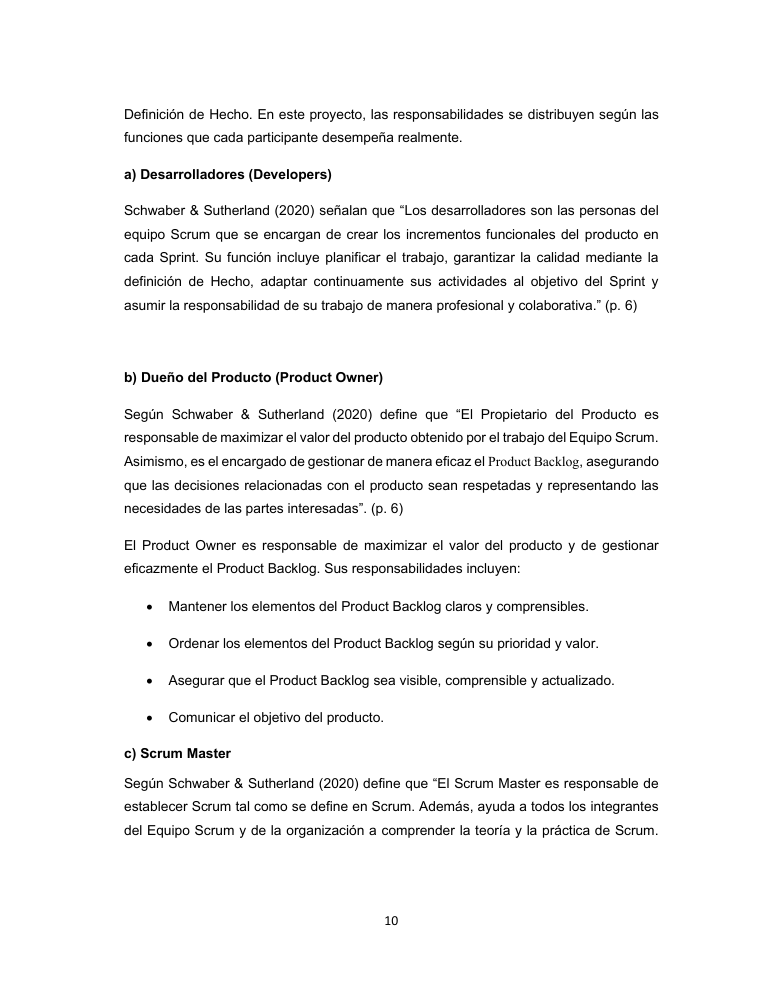 Definición de Hecho. En este proyecto, las responsabilidades se distribuyen según las
funciones que cada participante desempeña realmente.
a) Desarrolladores (Developers)
Schwaber & Sutherland (2020) señalan que “Los desarrolladores son las personas del
equipo Scrum que se encargan de crear los incrementos funcionales del producto en
cada Sprint. Su función incluye planificar el trabajo, garantizar la calidad mediante la
definición de Hecho, adaptar continuamente sus actividades al objetivo del Sprint y
asumir la responsabilidad de su trabajo de manera profesional y colaborativa.” (p. 6)
b) Dueño del Producto (Product Owner)
Según Schwaber & Sutherland (2020) define que “El Propietario del Producto es
responsable de maximizar el valor del producto obtenido por el trabajo del Equipo Scrum.
Asimismo, es el encargado de gestionar de manera eficaz el Product Backlog, asegurando
que las decisiones relacionadas con el producto sean respetadas y representando las
necesidades de las partes interesadas”. (p. 6)
El Product Owner es responsable de maximizar el valor del producto y de gestionar
eficazmente el Product Backlog. Sus responsabilidades incluyen:
• Mantener los elementos del Product Backlog claros y comprensibles.
• Ordenar los elementos del Product Backlog según su prioridad y valor.
• Asegurar que el Product Backlog sea visible, comprensible y actualizado.
• Comunicar el objetivo del producto.
c) Scrum Master
Según Schwaber & Sutherland (2020) define que “El Scrum Master es responsable de
establecer Scrum tal como se define en Scrum. Además, ayuda a todos los integrantes
del Equipo Scrum y de la organización a comprender la teoría y la práctica de Scrum.
10